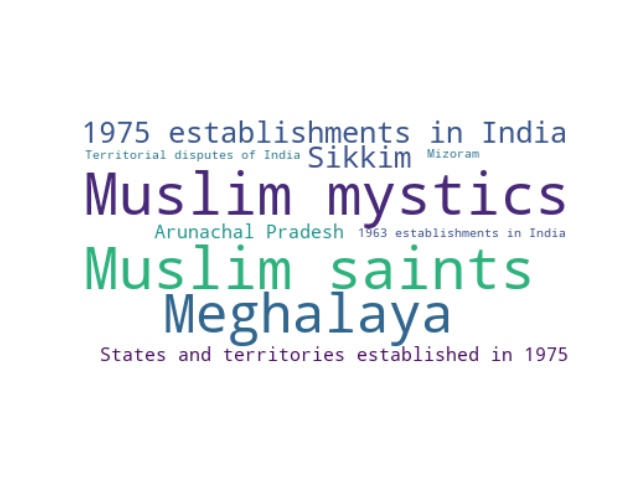 1975 establishments in India
Territorial disputes of India Sikkim Mizoram
Muslim mystics
Arunachal Pradesh 1963 establishments in India
Muslim saints
Meghalaya
States and territories established in 1975